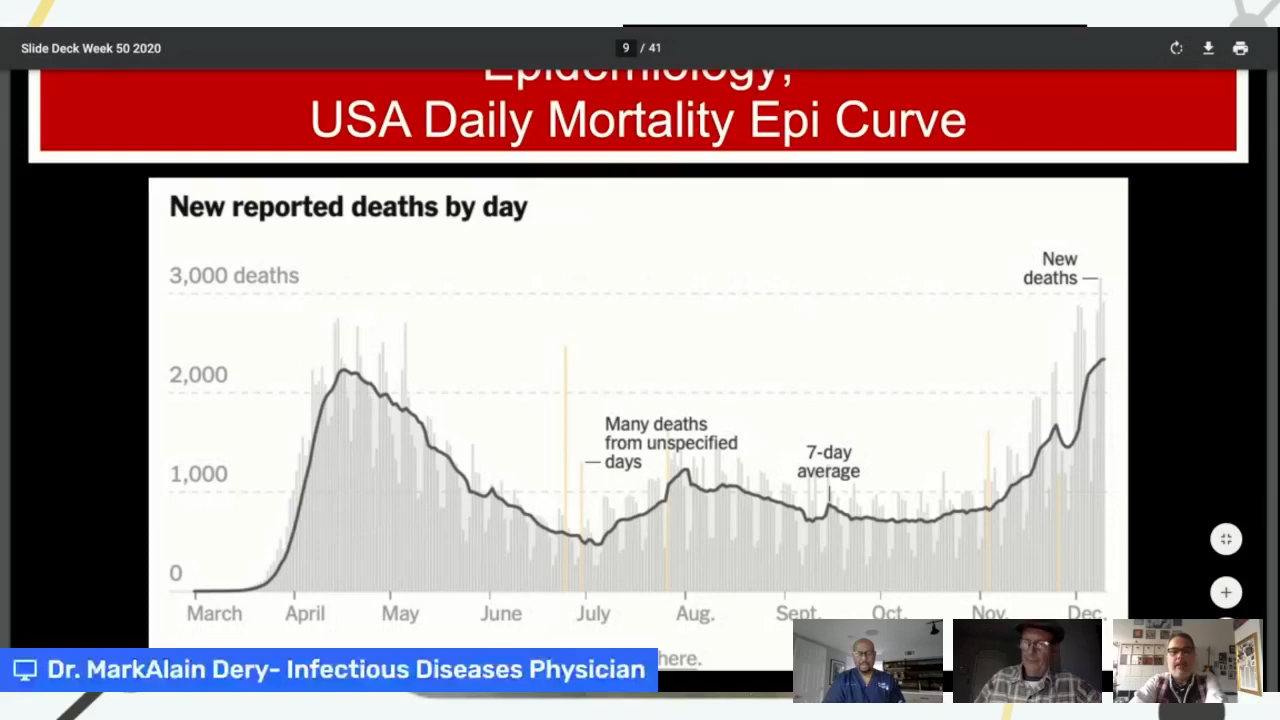 Slide Deck Week 50 2020
9 / 41
Epidemiology,
USA Daily Mortality Epi Curve
New reported deaths by day
3,000 deaths
New
deaths
2,000
Many deaths
from unspecified
days
7-day
average
1,000
0
March April May June July Aug. Sept. Oct. Nov. Dec.
here.
Dr. MarkAlain Dery- Infectious Diseases Physician